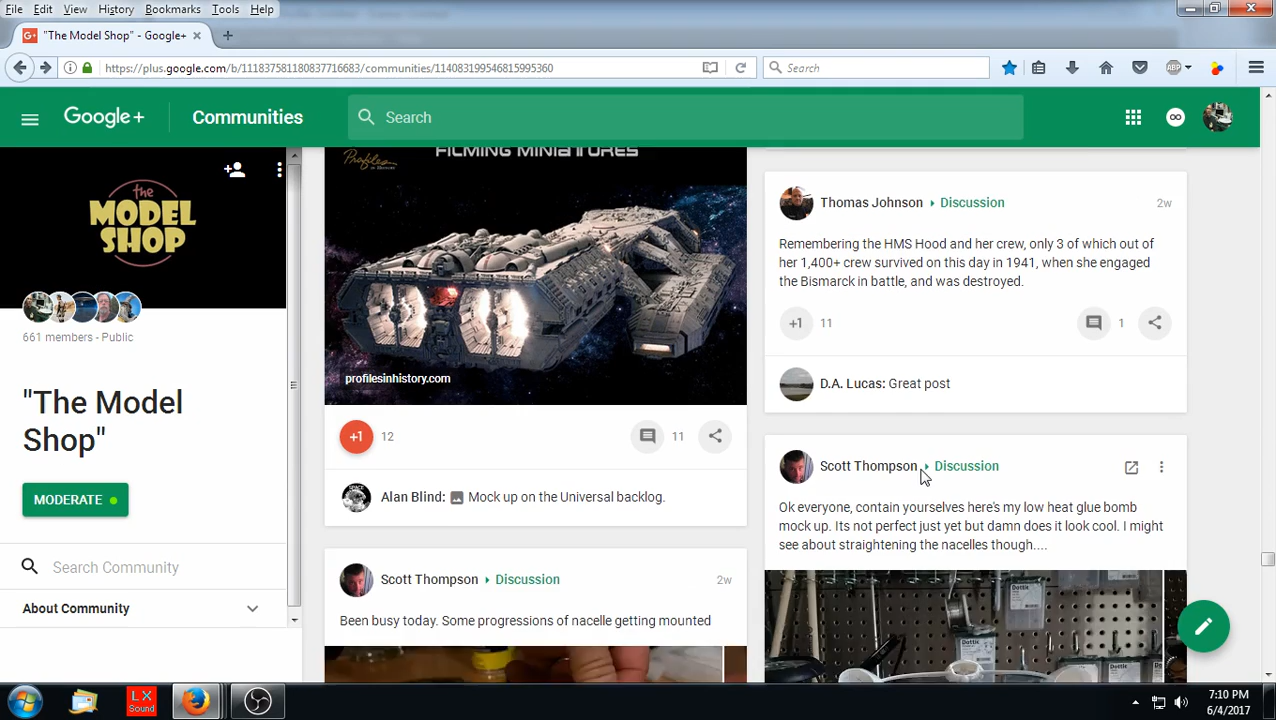 File Edit View History Bookmarks Tools Help
"The Model Shop" - Google+
https://plus.google.com/b/111837581180837716683/communities/114083199546815995360
Search
ABP
Google+ Communities Search
the
MODEL
SHOP
661 members - Public
"The Model
Shop"
MODERATE
Search Community
About Community
Profiles
IN HISTORY
FILMING MINIATURES
profilesinhistory.com
+1 12 11
Alan Blind: Mock up on the Universal backlog.
Scott Thompson Discussion 2w
Been busy today. Some progressions of nacelle getting mounted
Thomas Johnson Discussion 2w
Remembering the HMS Hood and her crew, only 3 of which out of
her 1,400+ crew survived on this day in 1941, when she engaged
the Bismarck in battle, and was destroyed.
+1 11 1
D.A. Lucas: Great post
Scott Thompson Discussion
Ok everyone, contain yourselves here's my low heat glue bomb
mock up. Its not perfect just yet but damn does it look cool. I might
see about straightening the nacelles though....
LX
Sound
7:10 PM
6/4/2017